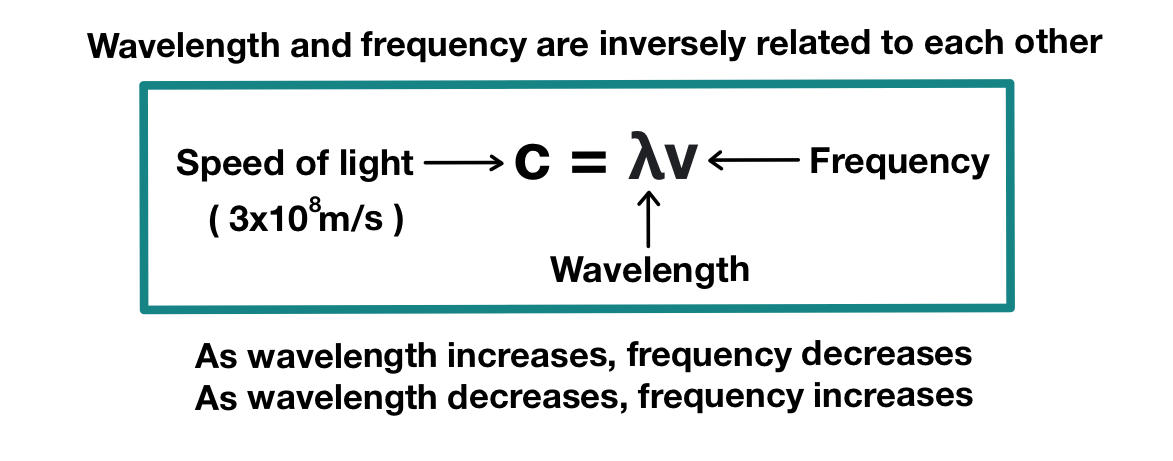 Wavelength and frequency are inversely related to each other
Speed of light → c = λν ← Frequency
( 3x10⁸m/s )
↑
Wavelength
As wavelength increases, frequency decreases
As wavelength decreases, frequency increases